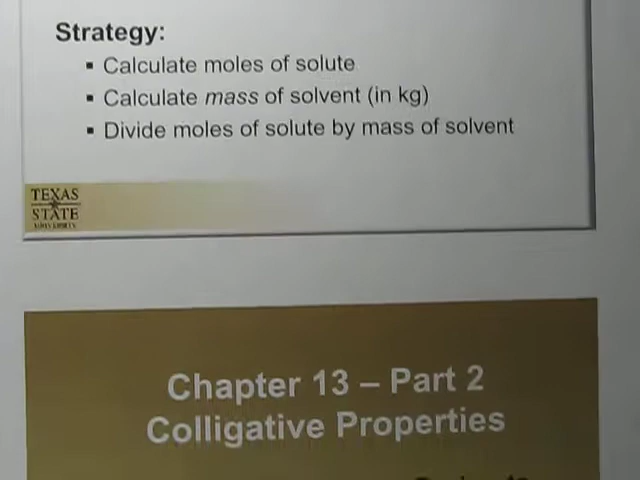 Strategy:
▪ Calculate moles of solute
▪ Calculate mass of solvent (in kg)
▪ Divide moles of solute by mass of solvent
TEXAS
STATE
UNIVERSITY
Chapter 13 – Part 2
Colligative Properties